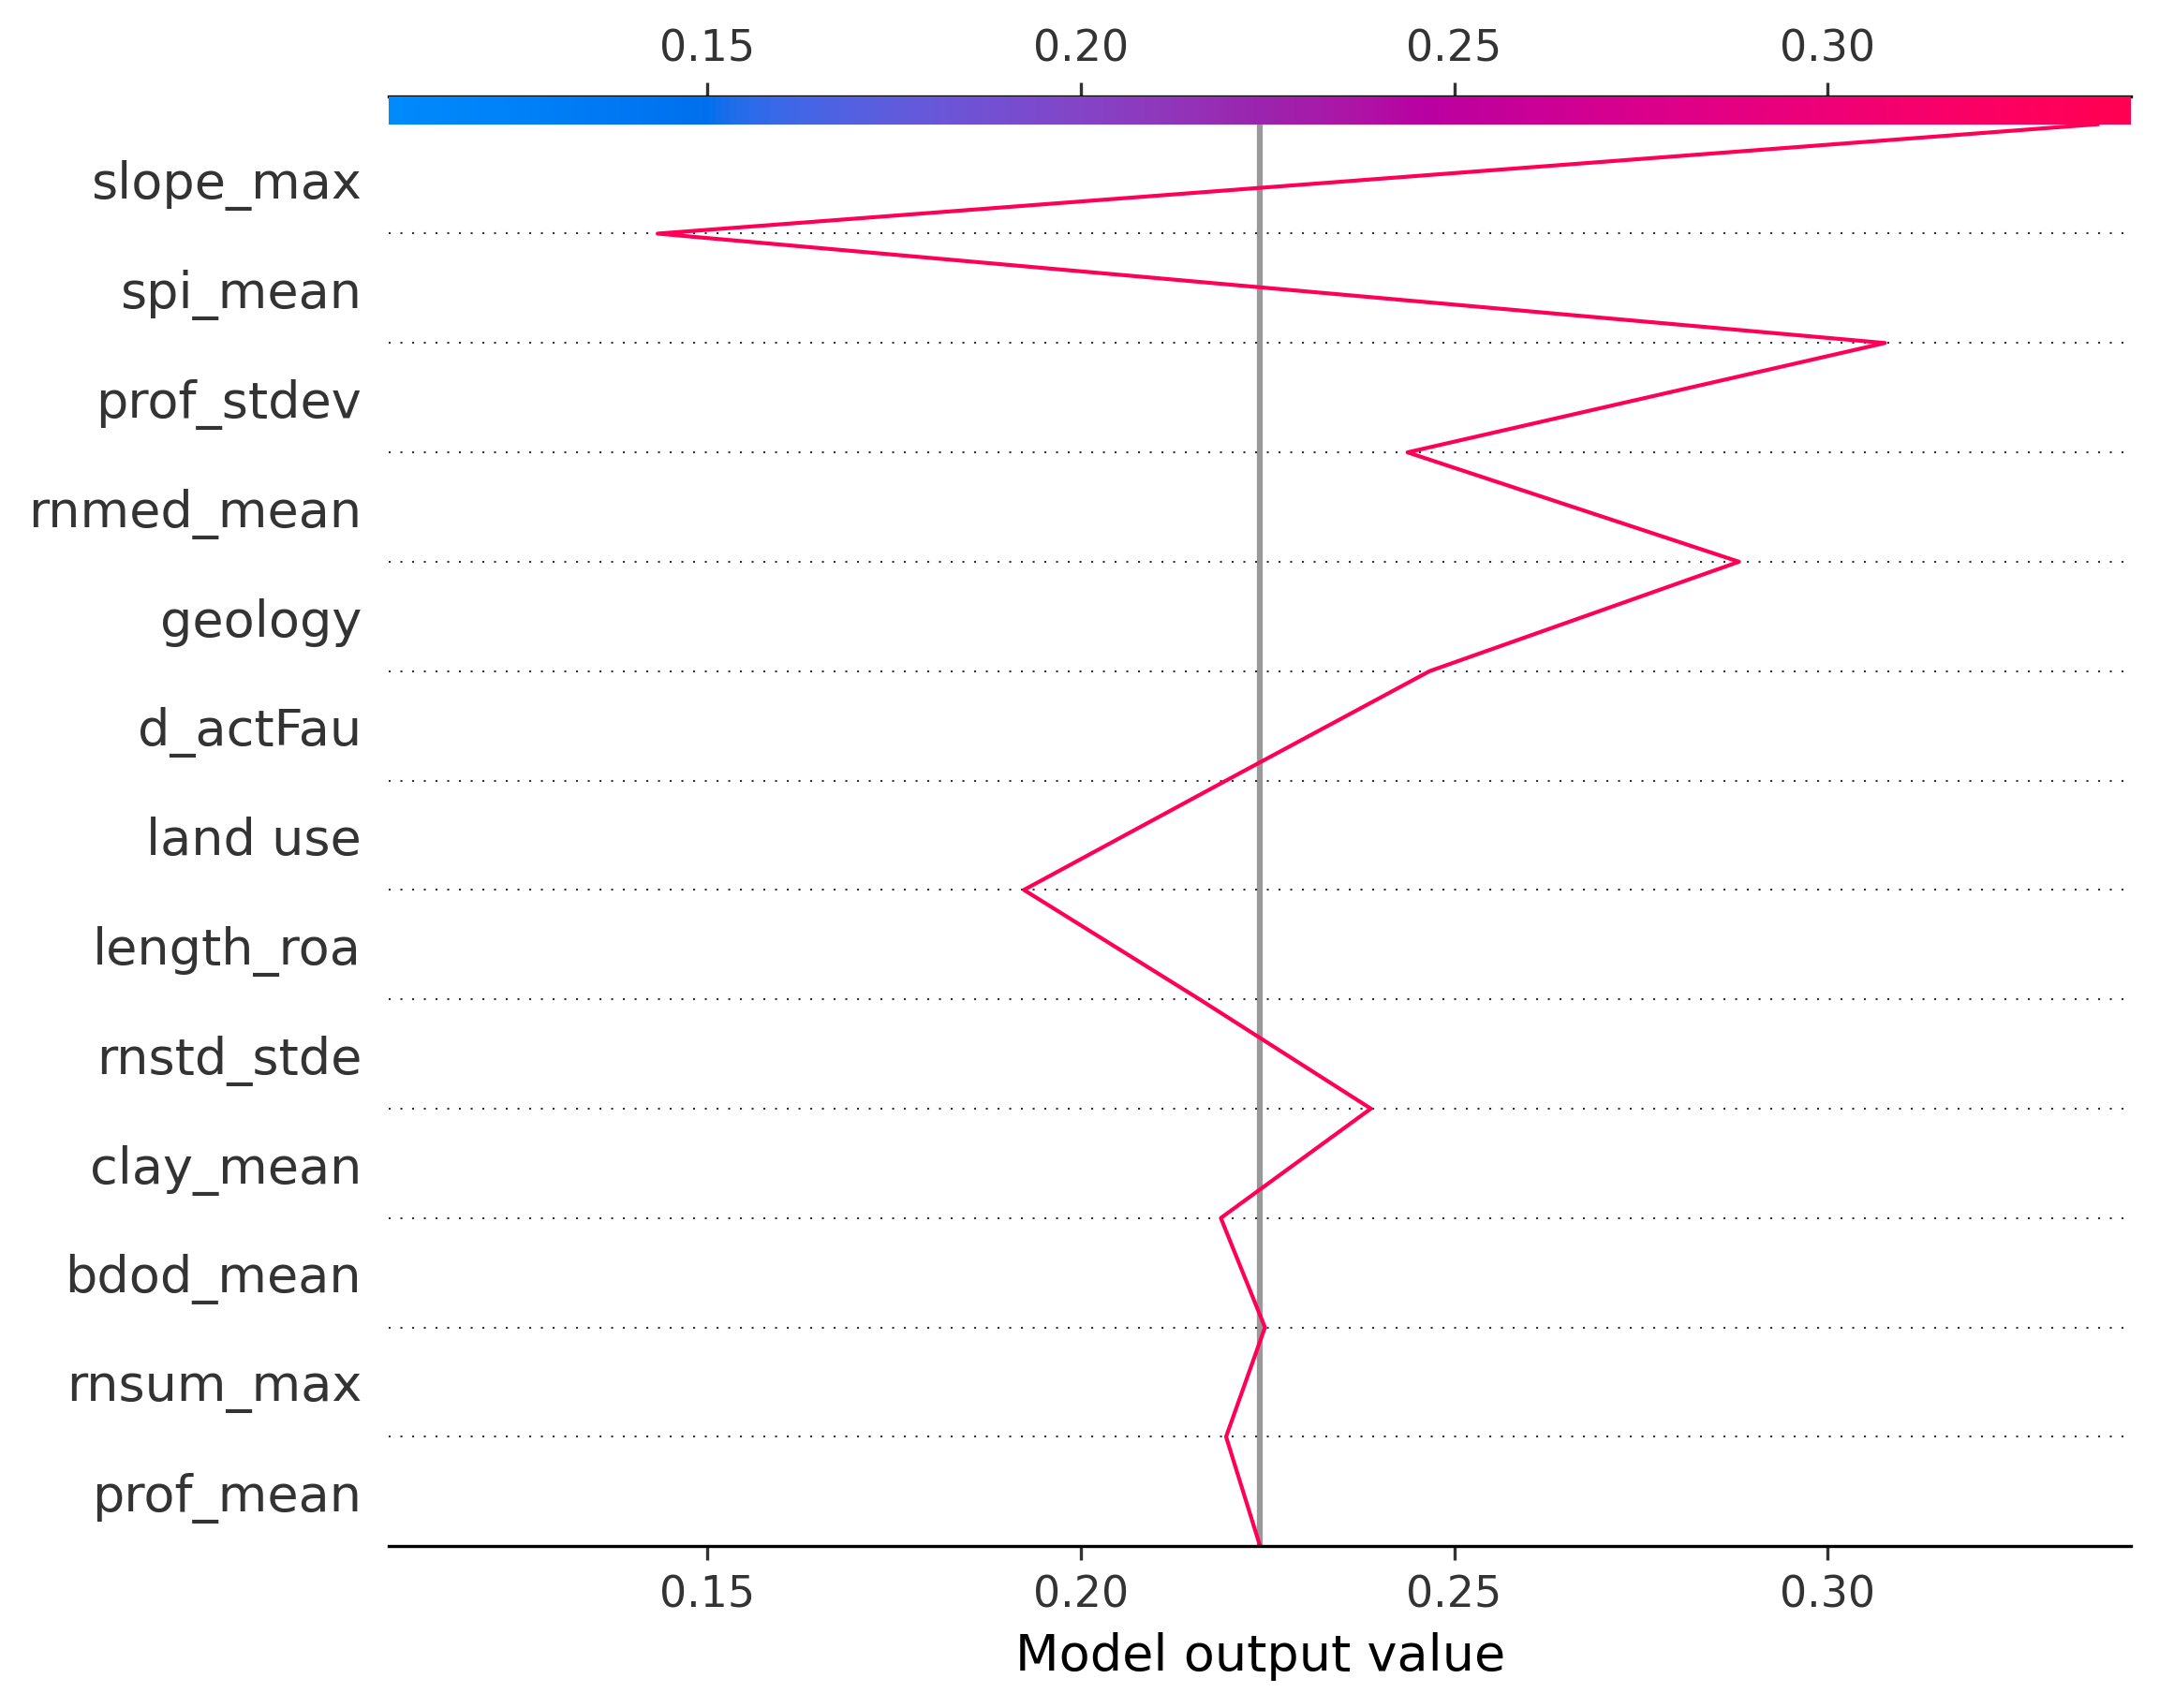 0.15 0.20 0.25 0.30
slope_max
spi_mean
prof_stdev
rnmed_mean
geology
d_actFau
land use
length_roa
rnstd_stde
clay_mean
bdod_mean
rnsum_max
prof_mean
0.15 0.20 0.25 0.30
Model output value